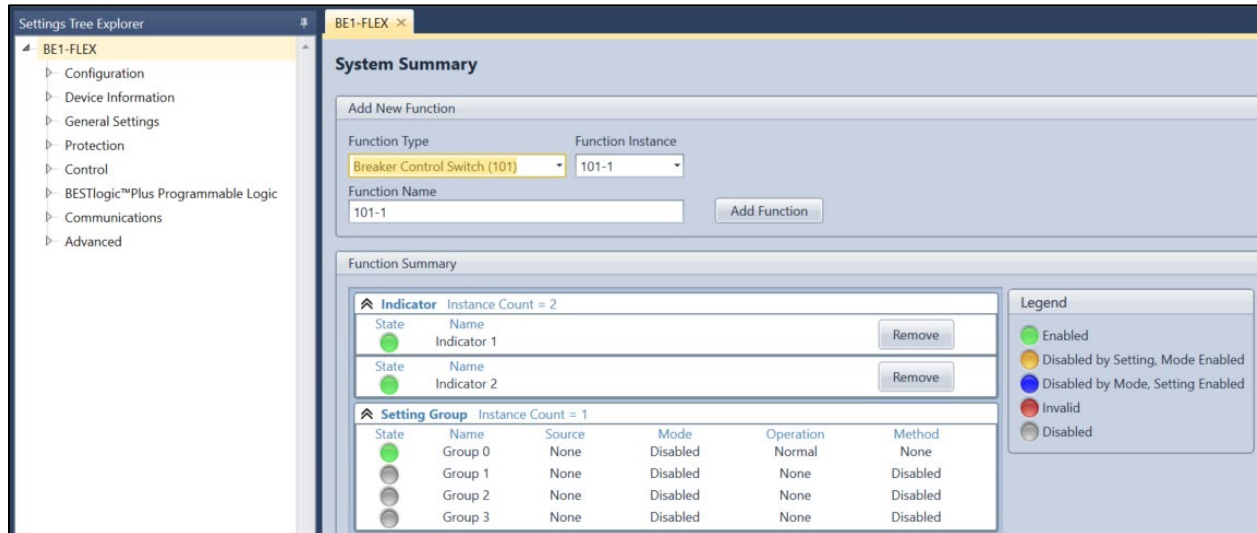 Settings Tree Explorer
BE1-FLEX
Configuration
Device Information
General Settings
Protection
Control
BESTlogic™Plus Programmable Logic
Communications
Advanced
BE1-FLEX
System Summary
Add New Function
Function Type Function Instance
Breaker Control Switch (101) 101-1
Function Name
101-1 Add Function
Function Summary
Indicator Instance Count = 2
State Name
Indicator 1 Remove
State Name
Indicator 2 Remove
Setting Group Instance Count = 1
State Name Source Mode Operation Method
Group 0 None Disabled Normal None
Group 1 None Disabled None Disabled
Group 2 None Disabled None Disabled
Group 3 None Disabled None Disabled
Legend
Enabled
Disabled by Setting, Mode Enabled
Disabled by Mode, Setting Enabled
Invalid
Disabled